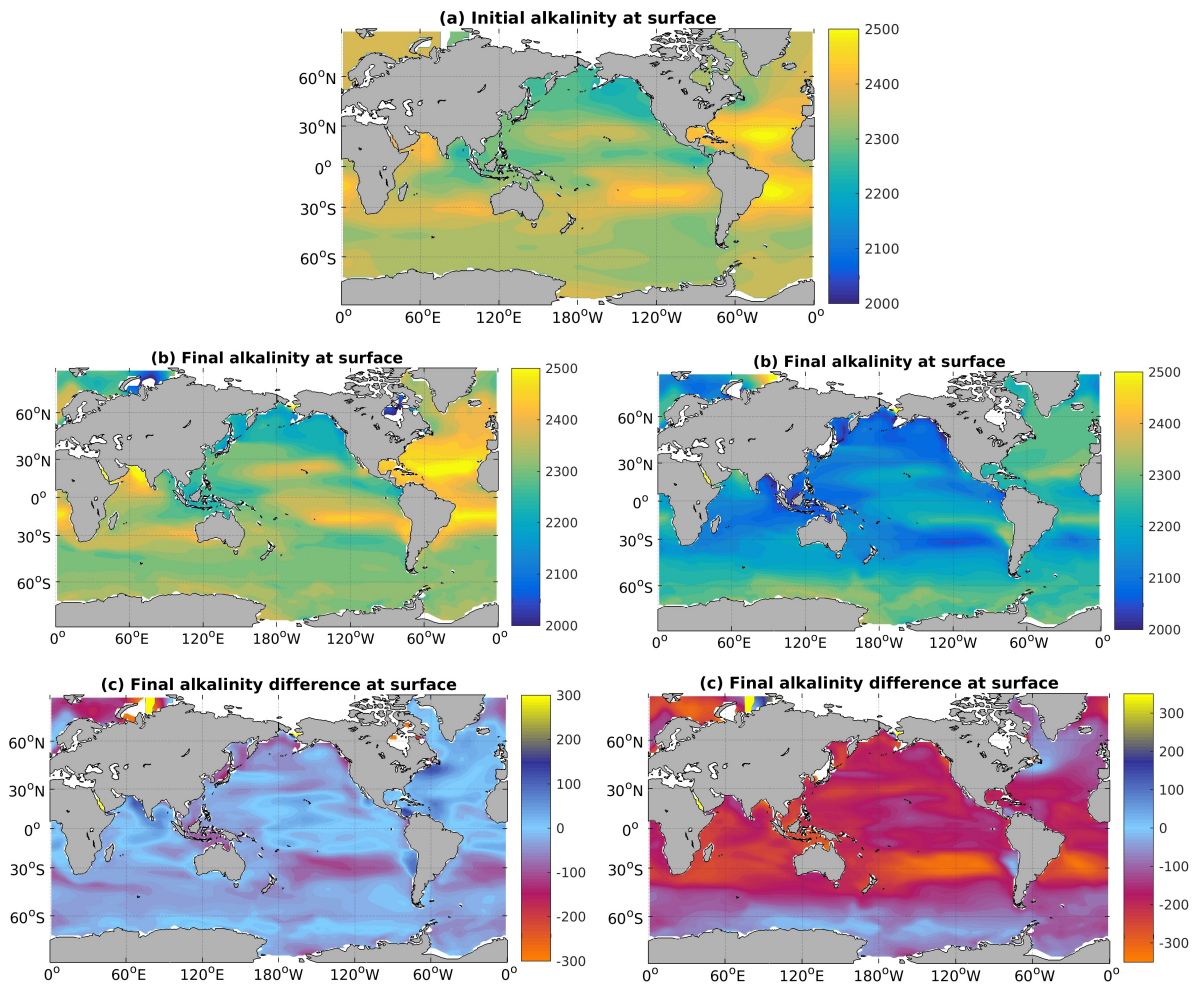 (a) Initial alkalinity at surface
60°N
30°N
0°
30°S
60°S
0° 60°E 120°E 180°W 120°W 60°W 0°
2500
2400
2300
2200
2100
2000
(b) Final alkalinity at surface
60°N
30°N
0°
30°S
60°S
0° 60°E 120°E 180°W 120°W 60°W 0°
2500
2400
2300
2200
2100
2000
(b) Final alkalinity at surface
60°N
30°N
0°
30°S
60°S
0° 60°E 120°E 180°W 120°W 60°W 0°
2500
2400
2300
2200
2100
2000
(c) Final alkalinity difference at surface
60°N
30°N
0°
30°S
60°S
0° 60°E 120°E 180°W 120°W 60°W 0°
300
200
100
0
-100
-200
-300
(c) Final alkalinity difference at surface
60°N
30°N
0°
30°S
60°S
0° 60°E 120°E 180°W 120°W 60°W 0°
300
200
100
0
-100
-200
-300